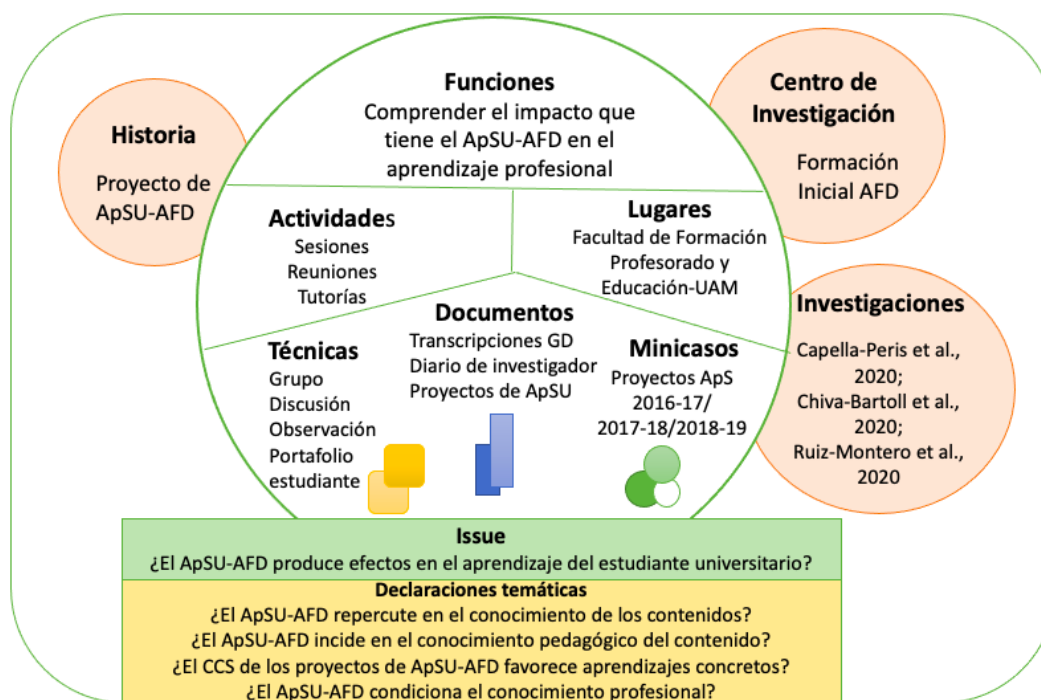 Funciones
Comprender el impacto que
tiene el ApSU-AFD en el
aprendizaje profesional
Historia
Proyecto de
ApSU-AFD
Centro de
Investigación
Formación
Inicial AFD
Actividades
Sesiones
Reuniones
Tutorías
Lugares
Facultad de Formación
Profesorado y
Educación-UAM
Técnicas
Grupo
Discusión
Observación
Portafolio
estudiante
Documentos
Transcripciones GD
Diario de investigador
Proyectos de ApSU
Minicasos
Proyectos ApS
2016-17/
2017-18/2018-19
Investigaciones
Capella-Peris et al.,
2020;
Chiva-Bartoll et al.,
2020;
Ruiz-Montero et al.,
2020
Issue
¿El ApSU-AFD produce efectos en el aprendizaje del estudiante universitario?
Declaraciones temáticas
¿El ApSU-AFD repercute en el conocimiento de los contenidos?
¿El ApSU-AFD incide en el conocimiento pedagógico del contenido?
¿El CCS de los proyectos de ApSU-AFD favorece aprendizajes concretos?
¿El ApSU-AFD condiciona el conocimiento profesional?